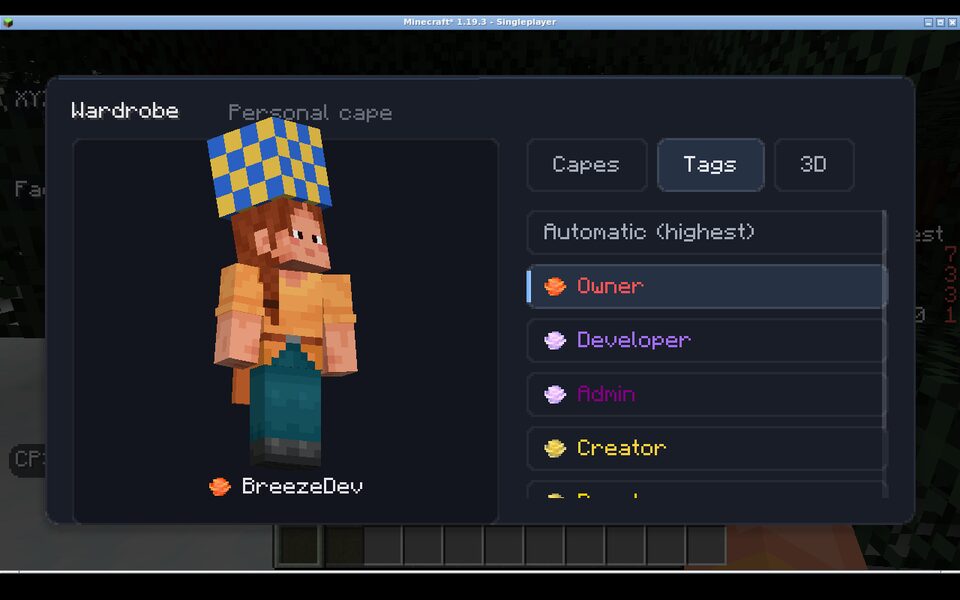 Minecraft* 1.19.3 - Singleplayer
Wardrobe
Personal cape
Capes
Tags
3D
Automatic (highest)
Owner
Developer
Admin
Creator
BreezeDev